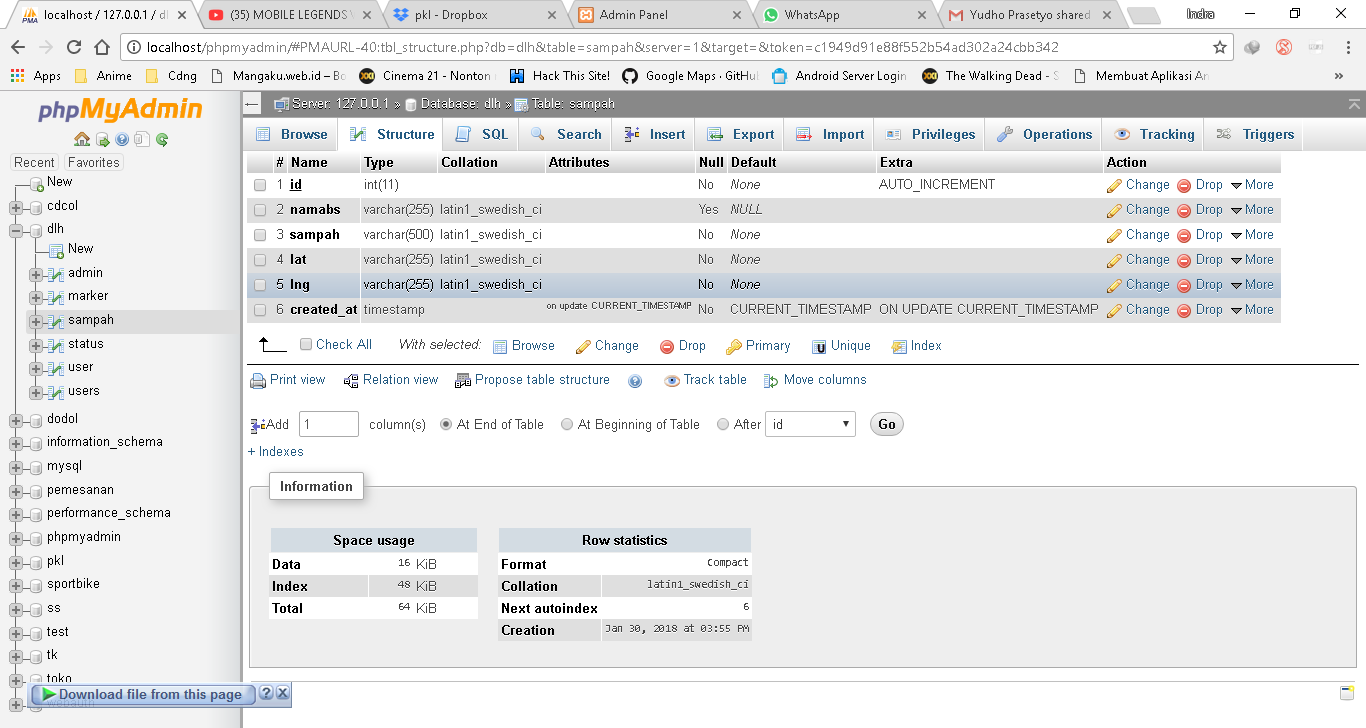 localhost / 127.0.0.1 / dl
(35) MOBILE LEGENDS
pkl - Dropbox
Admin Panel
WhatsApp
Yudho Prasetyo shared
Indra
localhost/phpmyadmin/#PMAURL-40:tbl_structure.php?db=dlh&table=sampah&server=1&target=&token=c1949d91e88f552b54ad302a24cbb342
Apps
Anime
Cdng
Mangaku.web.id – Bo
Cinema 21 - Nonton
Hack This Site!
Google Maps · GitHu
Android Server Login
The Walking Dead - S
Membuat Aplikasi An
»
phpMyAdmin
Recent Favorites
New
cdcol
dlh
New
admin
marker
sampah
status
user
users
dodol
information_schema
mysql
pemesanan
performance_schema
phpmyadmin
pkl
sportbike
ss
test
tk
toko
Download file from this page
Server: 127.0.0.1 » Database: dlh » Table: sampah
Browse Structure SQL Search Insert Export Import Privileges Operations Tracking Triggers
# Name Type Collation Attributes Null Default Extra Action
1 id int(11) No None AUTO_INCREMENT Change Drop More
2 namabs varchar(255) latin1_swedish_ci Yes NULL Change Drop More
3 sampah varchar(500) latin1_swedish_ci No None Change Drop More
4 lat varchar(255) latin1_swedish_ci No None Change Drop More
5 lng varchar(255) latin1_swedish_ci No None Change Drop More
6 created_at timestamp on update CURRENT_TIMESTAMP No CURRENT_TIMESTAMP ON UPDATE CURRENT_TIMESTAMP Change Drop More
Check All With selected: Browse Change Drop Primary Unique Index
Print view Relation view Propose table structure Track table Move columns
Add 1 column(s) At End of Table At Beginning of Table After id Go
+ Indexes
Information
Space usage
Data 16 KiB
Index 48 KiB
Total 64 KiB
Row statistics
Format Compact
Collation latin1_swedish_ci
Next autoindex 6
Creation Jan 30, 2018 at 03:55 PM